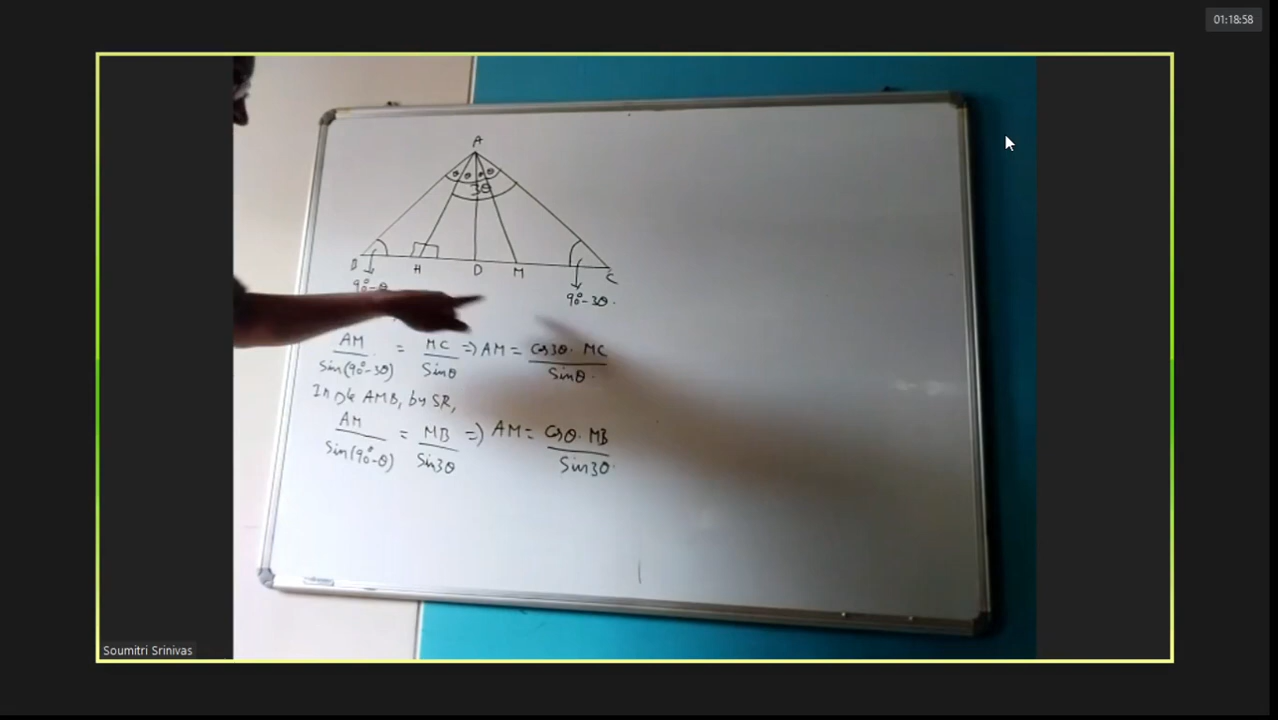 01:18:58
A
θ θ θ θ
3θ
B H D M C
90°-θ
90°-3θ.
AM/Sin(90°-3θ) = MC/Sinθ => AM = Cos3θ. MC/Sinθ.
In Dle AMB, by SR,
AM/Sin(90°-θ) = MB/Sin3θ => AM = Cosθ. MB/Sin3θ.
Soumitri Srinivas